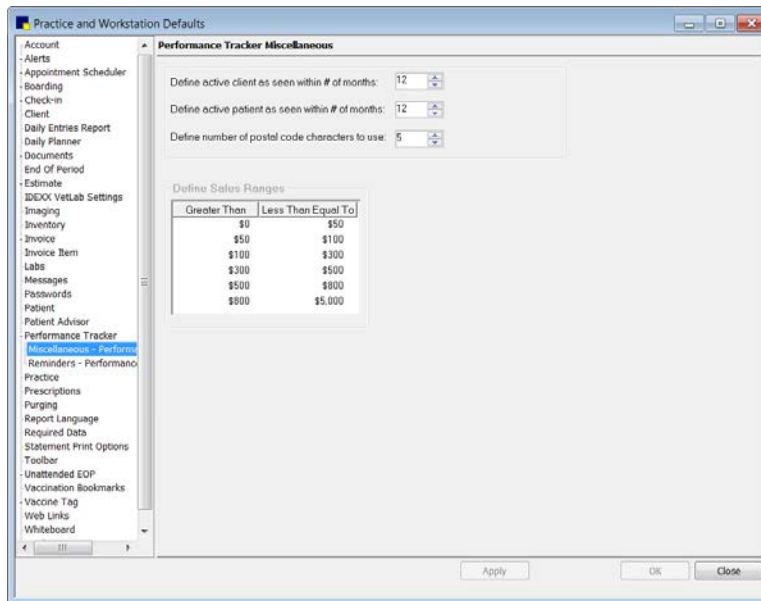 Practice and Workstation Defaults
Account
Alerts
Appointment Scheduler
Boarding
Check-in
Client
Daily Entries Report
Daily Planner
Documents
End Of Period
Estimate
IDEXX VetLab Settings
Imaging
Inventory
Invoice
Invoice Item
Labs
Messages
Passwords
Patient
Patient Advisor
Performance Tracker
Miscellaneous - Performa
Reminders - Performanc
Practice
Prescriptions
Purging
Report Language
Required Data
Statement Print Options
Toolbar
Unattended EOP
Vaccination Bookmarks
Vaccine Tag
Web Links
Whiteboard
Performance Tracker Miscellaneous
Define active client as seen within # of months: 12
Define active patient as seen within # of months: 12
Define number of postal code characters to use: 5
Define Sales Ranges
Greater Than Less Than Equal To
$0 $50
$50 $100
$100 $300
$300 $500
$500 $800
$800 $5,000
Apply OK Close